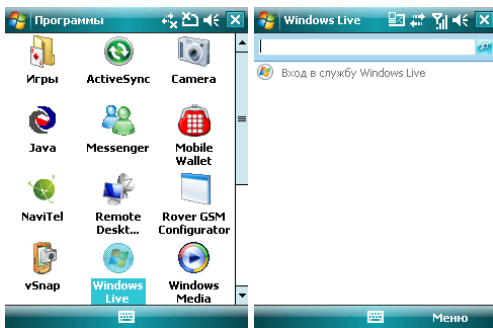 Программы
Игры
ActiveSync
Camera
Java
Messenger
Mobile
Wallet
NaviTel
Remote
Deskt...
Rover GSM
Configurator
vSnap
Windows
Live
Windows
Media
Windows Live
Вход в службу Windows Live
Меню